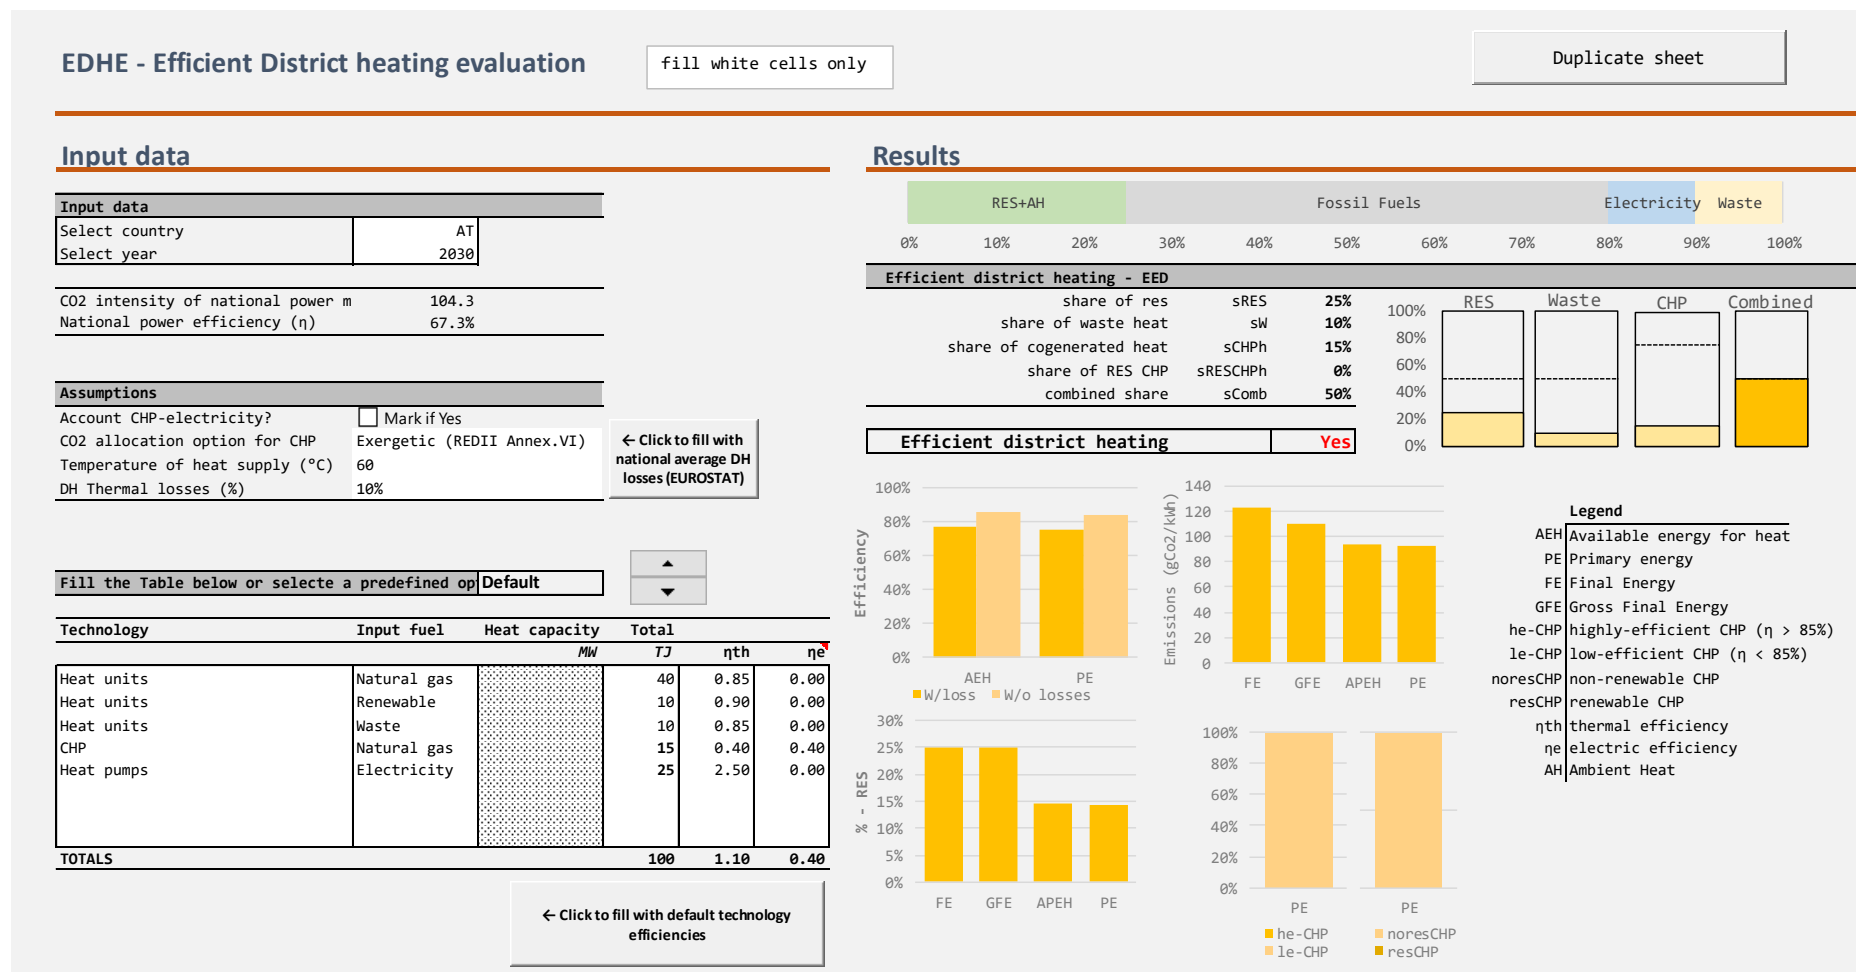 EDHE - Efficient District heating evaluation
fill white cells only
Duplicate sheet
Input data
Input data
Select country AT
Select year 2030
CO2 intensity of national power m 104.3
National power efficiency (η) 67.3%
Assumptions
Account CHP-electricity? Mark if Yes
CO2 allocation option for CHP Exergetic (REDII Annex.VI)
Temperature of heat supply (°C) 60
DH Thermal losses (%) 10%
← Click to fill with
national average DH
losses (EUROSTAT)
Fill the Table below or selecte a predefined op Default
Technology Input fuel Heat capacity Total
MW TJ ηth ηe
Heat units Natural gas 40 0.85 0.00
Heat units Renewable 10 0.90 0.00
Heat units Waste 10 0.85 0.00
CHP Natural gas 15 0.40 0.40
Heat pumps Electricity 25 2.50 0.00
TOTALS 100 1.10 0.40
← Click to fill with default technology
efficiencies
Results
RES+AH Fossil Fuels Electricity Waste
0% 10% 20% 30% 40% 50% 60% 70% 80% 90% 100%
Efficient district heating - EED
share of res sRES 25%
share of waste heat sW 10%
share of cogenerated heat sCHPh 15%
share of RES CHP sRESCHPh 0%
combined share sComb 50%
Efficient district heating Yes
RES Waste CHP Combined
100%
80%
60%
40%
20%
0%
Efficiency
100%
80%
60%
40%
20%
0%
AEH PE
W/loss W/o losses
Emissions (gCo2/kWh)
140
120
100
80
60
40
20
0
FE GFE APEH PE
Legend
AEH Available energy for heat
PE Primary energy
FE Final Energy
GFE Gross Final Energy
he-CHP highly-efficient CHP (η > 85%)
le-CHP low-efficient CHP (η < 85%)
noresCHP non-renewable CHP
resCHP renewable CHP
ηth thermal efficiency
ηe electric efficiency
AH Ambient Heat
% - RES
30%
25%
20%
15%
10%
5%
0%
FE GFE APEH PE
100%
80%
60%
40%
20%
0%
PE PE
he-CHP noresCHP
le-CHP resCHP